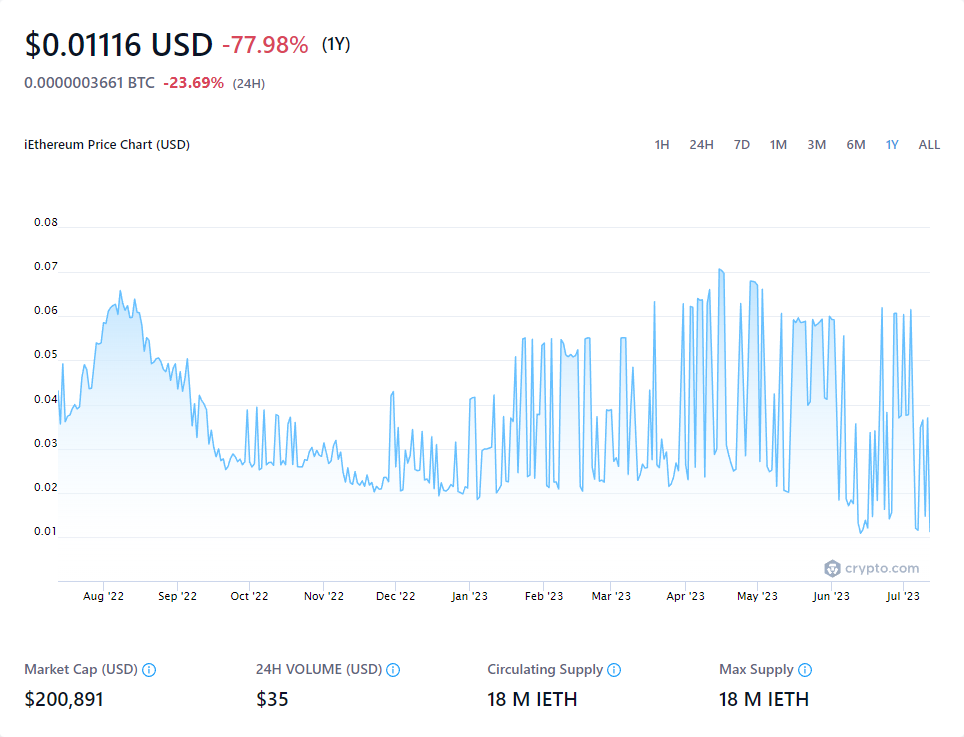 $0.01116 USD -77.98% (1Y)
0.0000003661 BTC -23.69% (24H)
iEthereum Price Chart (USD) 1H 24H 7D 1M 3M 6M 1Y ALL
0.08
0.07
0.06
0.05
0.04
0.03
0.02
0.01
crypto.com
Aug '22 Sep '22 Oct '22 Nov '22 Dec '22 Jan '23 Feb '23 Mar '23 Apr '23 May '23 Jun '23 Jul '23
Market Cap (USD) 24H VOLUME (USD) Circulating Supply Max Supply
$200,891 $35 18 M IETH 18 M IETH